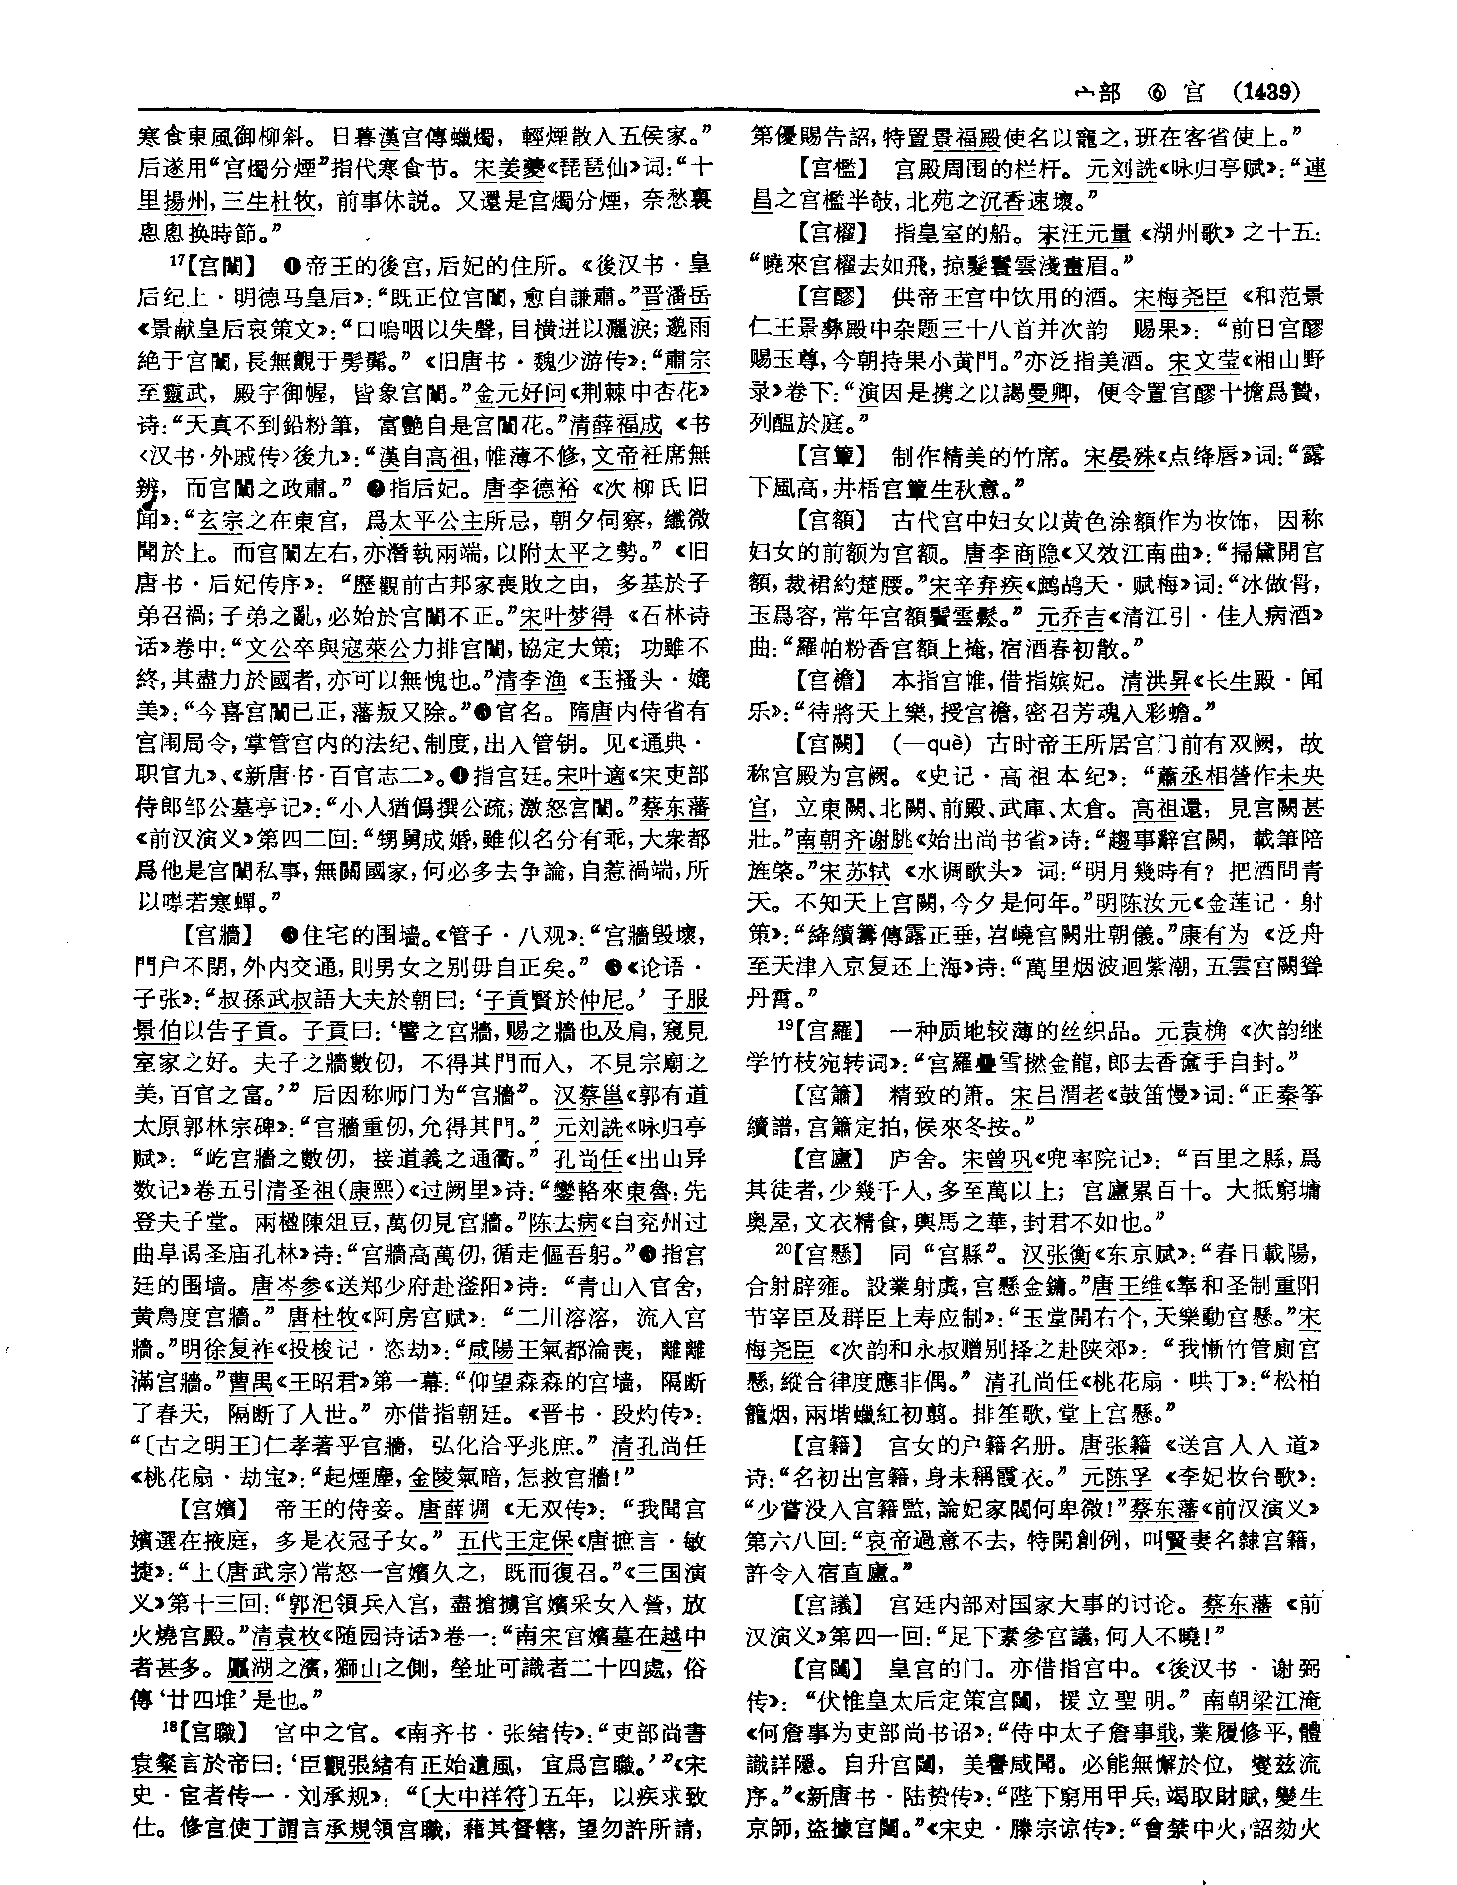 宀部 ⑥ 宫 (1439)
寒食東風御柳斜。日暮漢宫傳蠟燭，輕煙散入五侯家。”
后遂用“宫燭分煙”指代寒食节。宋姜夔《琵琶仙》词：“十
里揚州，三生杜牧，前事休説。又還是宫燭分煙，奈愁裏
悤悤换時節。”
17【宫闈】 ❶帝王的後宫，后妃的住所。《後汉书·皇
后纪上·明德马皇后》：“既正位宫闈，愈自謙肅。”晋潘岳
《景献皇后哀策文》：“口嗚咽以失聲，目横迸以灑淚；邈雨
絶于宫闈，長無覿于髣髴。”《旧唐书·魏少游传》：“肅宗
至靈武，殿宇御幄，皆象宫闈。”金元好问《荆棘中杏花》
诗：“天真不到鉛粉筆，富艷自是宫闈花。”清薛福成《书
〈汉书·外戚传〉後九》：“漢自高祖，帷薄不修，文帝衽席無
辨，而宫闈之政肅。”❷指后妃。唐李德裕《次柳氏旧
闻》：“玄宗之在東宫，爲太平公主所忌，朝夕伺察，纖微
聞於上。而宫闈左右，亦潛執兩端，以附太平之勢。”《旧
唐书·后妃传序》：“歷觀前古邦家喪敗之由，多基於子
弟召禍；子弟之亂，必始於宫闈不正。”宋叶梦得《石林诗
话》卷中：“文公卒與寇萊公力排宫闈，協定大策；功雖不
終，其盡力於國者，亦可以無愧也。”清李渔《玉搔头·媲
美》：“今喜宫闈已正，藩叛又除。”❸官名。隋唐内侍省有
宫闱局令，掌管宫内的法纪、制度，出入管钥。见《通典·
职官九》、《新唐书·百官志二》。❹指宫廷。宋叶適《宋吏部
侍郎邹公墓亭记》：“小人猶僞撰公疏，激怒宫闈。”蔡东藩
《前汉演义》第四二回：“甥舅成婚，雖似名分有乖，大衆都
爲他是宫闈私事，無關國家，何必多去争論，自惹禍端，所
以噤若寒蟬。”
【宫牆】 ❶住宅的围墙。《管子·八观》：“宫牆毁壞，
門户不閉，外内交通，則男女之别毋自正矣。”❷《论语·
子张》：“叔孫武叔語大夫於朝曰：‘子貢賢於仲尼。’子服
景伯以告子貢。子貢曰：‘譬之宫牆，赐之牆也及肩，窺見
室家之好。夫子之牆數仞，不得其門而入，不見宗廟之
美，百官之富。’”后因称师门为“宫牆”。汉蔡邕《郭有道
太原郭林宗碑》：“宫牆重仞，允得其門。”元刘詵《咏归亭
赋》：“屹宫牆之數仞，接道義之通衢。”孔尚任《出山异
数记》卷五引清圣祖(康熙)《过阙里》诗：“鑾輅來東魯，先
登夫子堂。兩楹陳俎豆，萬仞見宫牆。”陈去病《自兖州过
曲阜谒圣庙孔林》诗：“宫牆高萬仞，循走傴吾躬。”❸指宫
廷的围墙。唐岑参《送郑少府赴滏阳》诗：“青山入官舍，
黄鳥度宫牆。”唐杜牧《阿房宫赋》：“二川溶溶，流入宫
牆。”明徐复祚《投梭记·恣劫》：“咸陽王氣都淪喪，離離
滿宫牆。”曹禺《王昭君》第一幕：“仰望森森的宫墙，隔断
了春天，隔断了人世。”亦借指朝廷。《晋书·段灼传》：
“〔古之明王〕仁孝著乎宫牆，弘化洽乎兆庶。”清孔尚任
《桃花扇·劫宝》：“起煙塵，金陵氣暗，怎救宫牆！”
【宫嬪】 帝王的侍妾。唐薛调《无双传》：“我聞宫
嬪選在掖庭，多是衣冠子女。”五代王定保《唐摭言·敏
捷》：“上(唐武宗)常怒一宫嬪久之，既而復召。”《三国演
义》第十三回：“郭汜領兵入宫，盡搶擄宫嬪采女入營，放
火燒宫殿。”清袁枚《随园诗话》卷一：“南宋宫嬪墓在越中
者甚多。鳳湖之濱，獅山之側，塋址可識者二十四處，俗
傳‘廿四堆’是也。”
18【宫職】 宫中之官。《南齐书·张绪传》：“吏部尚書
袁粲言於帝曰：‘臣觀張緒有正始遺風，宜爲宫職。’”《宋
史·宦者传一·刘承规》：“〔大中祥符〕五年，以疾求致
仕。修宫使丁謂言承規領宫職，藉其督轄，望勿許所請，
第優賜告詔，特置景福殿使名以寵之，班在客省使上。”
【宫檻】 宫殿周围的栏杆。元刘詵《咏归亭赋》：“連
昌之宫檻半攲，北苑之沉香速壞。”
【宫櫂】 指皇室的船。宋汪元量《湖州歌》之十五：
“曉來宫櫂去如飛，掠髮鬟雲淺畫眉。”
【宫醪】 供帝王宫中饮用的酒。宋梅尧臣《和范景
仁王景彝殿中杂题三十八首并次韵 赐果》：“前日宫醪
賜玉尊，今朝持果小黄門。”亦泛指美酒。宋文莹《湘山野
录》卷下：“演因是携之以謁曼卿，便令置宫醪十擔爲贄，
列醖於庭。”
【宫簟】 制作精美的竹席。宋晏殊《点绛唇》词：“露
下風高，井梧宫簟生秋意。”
【宫額】 古代宫中妇女以黄色涂额作为妆饰，因称
妇女的前额为宫额。唐李商隐《又效江南曲》：“掃黛開宫
額，裁裙約楚腰。”宋辛弃疾《鹧鸪天·赋梅》词：“冰做骨，
玉爲容，常年宫額鬢雲鬆。”元乔吉《清江引·佳人病酒》
曲：“羅帕粉香宫額上掩，宿酒春初散。”
【宫襜】 本指宫帷，借指嫔妃。清洪昇《长生殿·闻
乐》：“待將天上樂，授宫襜，密召芳魂入彩蟾。”
【宫闕】 (—què) 古时帝王所居宫门前有双阙，故
称宫殿为宫阙。《史记·高祖本纪》：“蕭丞相營作未央
宫，立東闕、北闕、前殿、武庫、太倉。高祖還，見宫闕甚
壯。”南朝齐谢朓《始出尚书省》诗：“趨事辭宫闕，載筆陪
旌棨。”宋苏轼《水调歌头》词：“明月幾時有？把酒問青
天。不知天上宫闕，今夕是何年。”明陈汝元《金莲记·射
策》：“絳纘籌傳露正垂，岧嶢宫闕壯朝儀。”康有为《泛舟
至天津入京复还上海》诗：“萬里烟波迴紫潮，五雲宫闕聳
丹霄。”
19【宫羅】 一种质地较薄的丝织品。元袁桷《次韵继
学竹枝宛转词》：“宫羅疊雪撚金龍，郎去香奩手自封。”
【宫簫】 精致的箫。宋吕渭老《鼓笛慢》词：“正秦筝
續譜，宫簫定拍，候來冬按。”
【宫廬】 庐舍。宋曾巩《兜率院记》：“百里之縣，爲
其徒者，少幾千人，多至萬以上；宫廬累百十。大抵窮墉
奥屋，文衣精食，輿馬之華，封君不如也。”
20【宫懸】 同“宫縣”。汉张衡《东京赋》：“春日載陽，
合射辟雍。設業射虡，宫懸金鏞。”唐王维《奉和圣制重阳
节宰臣及群臣上寿应制》：“玉堂開右个，天樂動宫懸。”宋
梅尧臣《次韵和永叔赠别择之赴陕郊》：“我慚竹管廁宫
懸，縱合律度應非偶。”清孔尚任《桃花扇·哄丁》：“松柏
籠烟，兩堦蠟紅初翦。排笙歌，堂上宫懸。”
【宫籍】 宫女的户籍名册。唐张籍《送宫人入道》
诗：“名初出宫籍，身未稱霞衣。”元陈孚《李妃妆台歌》：
“少嘗没入宫籍監，論妃家閥何卑微！”蔡东藩《前汉演义》
第六八回：“哀帝過意不去，特開創例，叫賢妻名隸宫籍，
許令入宿直廬。”
【宫議】 宫廷内部对国家大事的讨论。蔡东藩《前
汉演义》第四一回：“足下素參宫議，何人不曉！”
【宫闥】 皇宫的门。亦借指宫中。《後汉书·谢弼
传》：“伏惟皇太后定策宫闥，援立聖明。”南朝梁江淹
《何詹事为吏部尚书诏》：“侍中太子詹事戢，業履修平，體
識詳隱。自升宫闥，美譽咸聞。必能無懈於位，燮兹流
序。”《新唐书·陆贽传》：“陛下窮用甲兵，竭取財賦，變生
京師，盜據宫闥。”《宋史·滕宗谅传》：“會禁中火，詔劾火